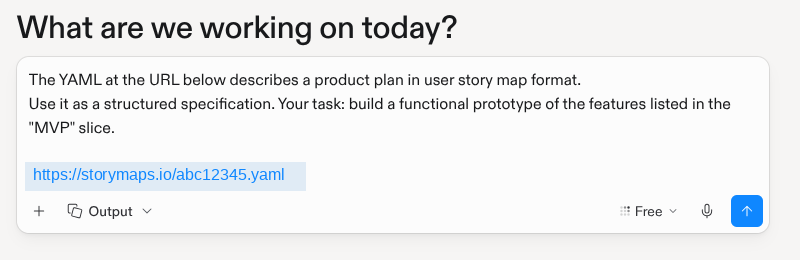 What are we working on today?
The YAML at the URL below describes a product plan in user story map format.
Use it as a structured specification. Your task: build a functional prototype of the features listed in the
"MVP" slice.
https://storymaps.io/abc12345.yaml
Output
Free